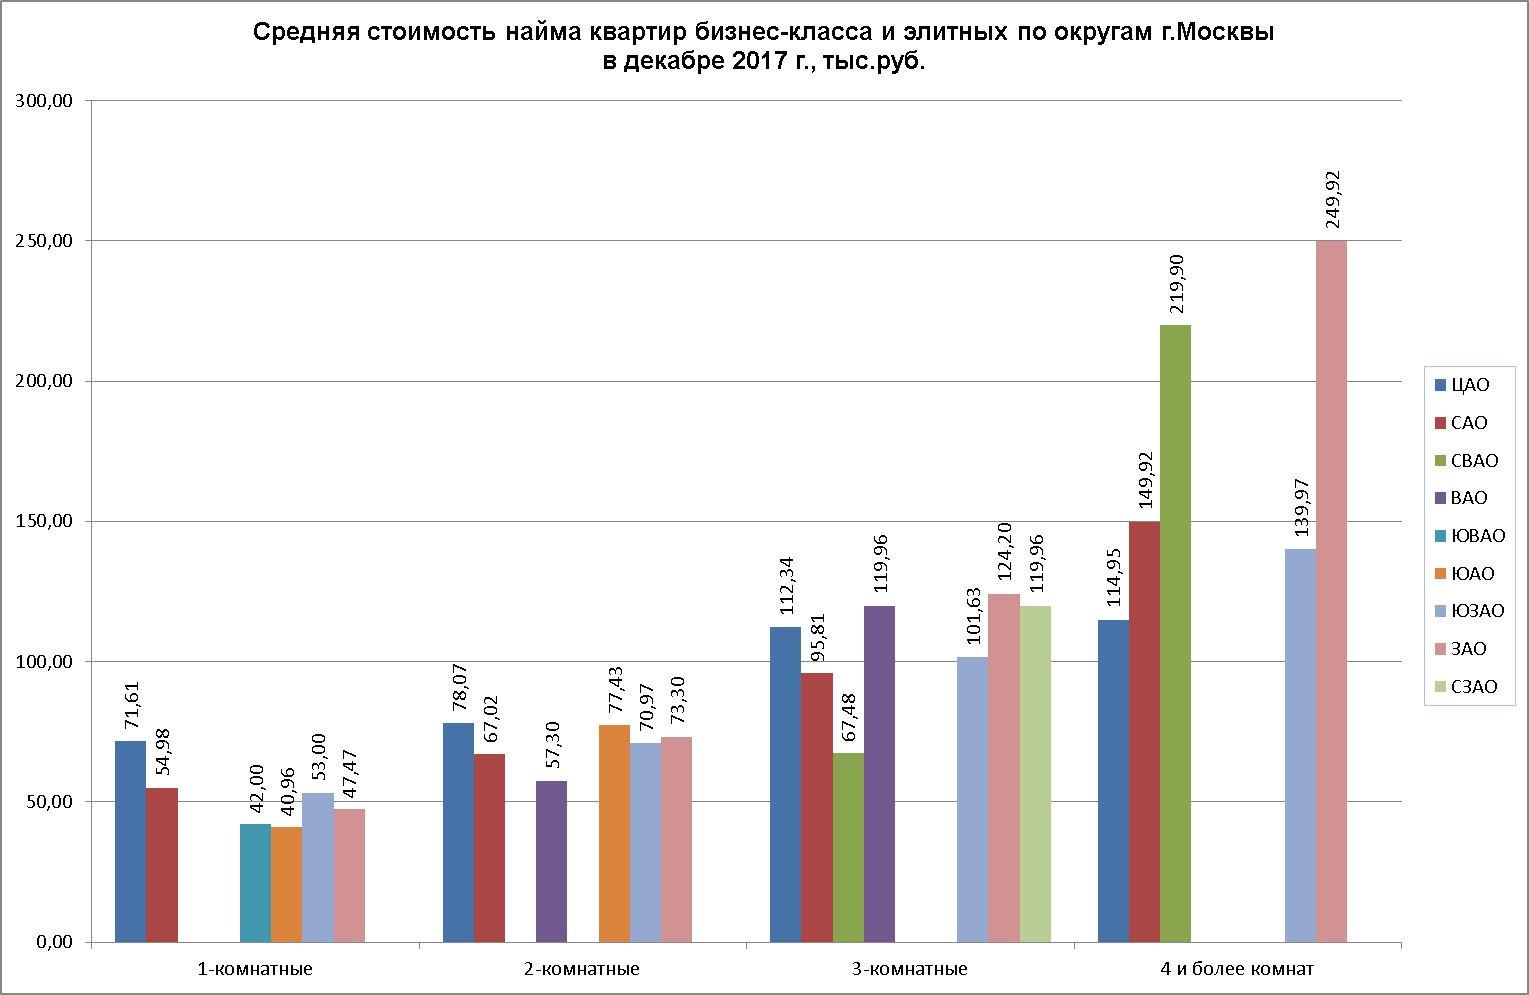 Средняя стоимость найма квартир бизнес-класса и элитных по округам г.Москвы
в декабре 2017 г., тыс.руб.
300,00
250,00
200,00
150,00
100,00
50,00
0,00
71,61
54,98
42,00
40,96
53,00
47,47
78,07
67,02
57,30
77,43
70,97
73,30
112,34
95,81
67,48
119,96
101,63
124,20
119,96
114,95
149,92
219,90
139,97
249,92
1-комнатные
2-комнатные
3-комнатные
4 и более комнат
ЦАО
САО
СВАО
ВАО
ЮВАО
ЮАО
ЮЗАО
ЗАО
СЗАО